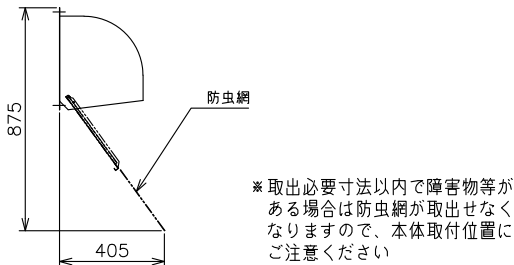 防虫網
875
405
※取出必要寸法以内で障害物等が
ある場合は防虫網が取出せなく
なりますので、本体取付位置に
ご注意ください